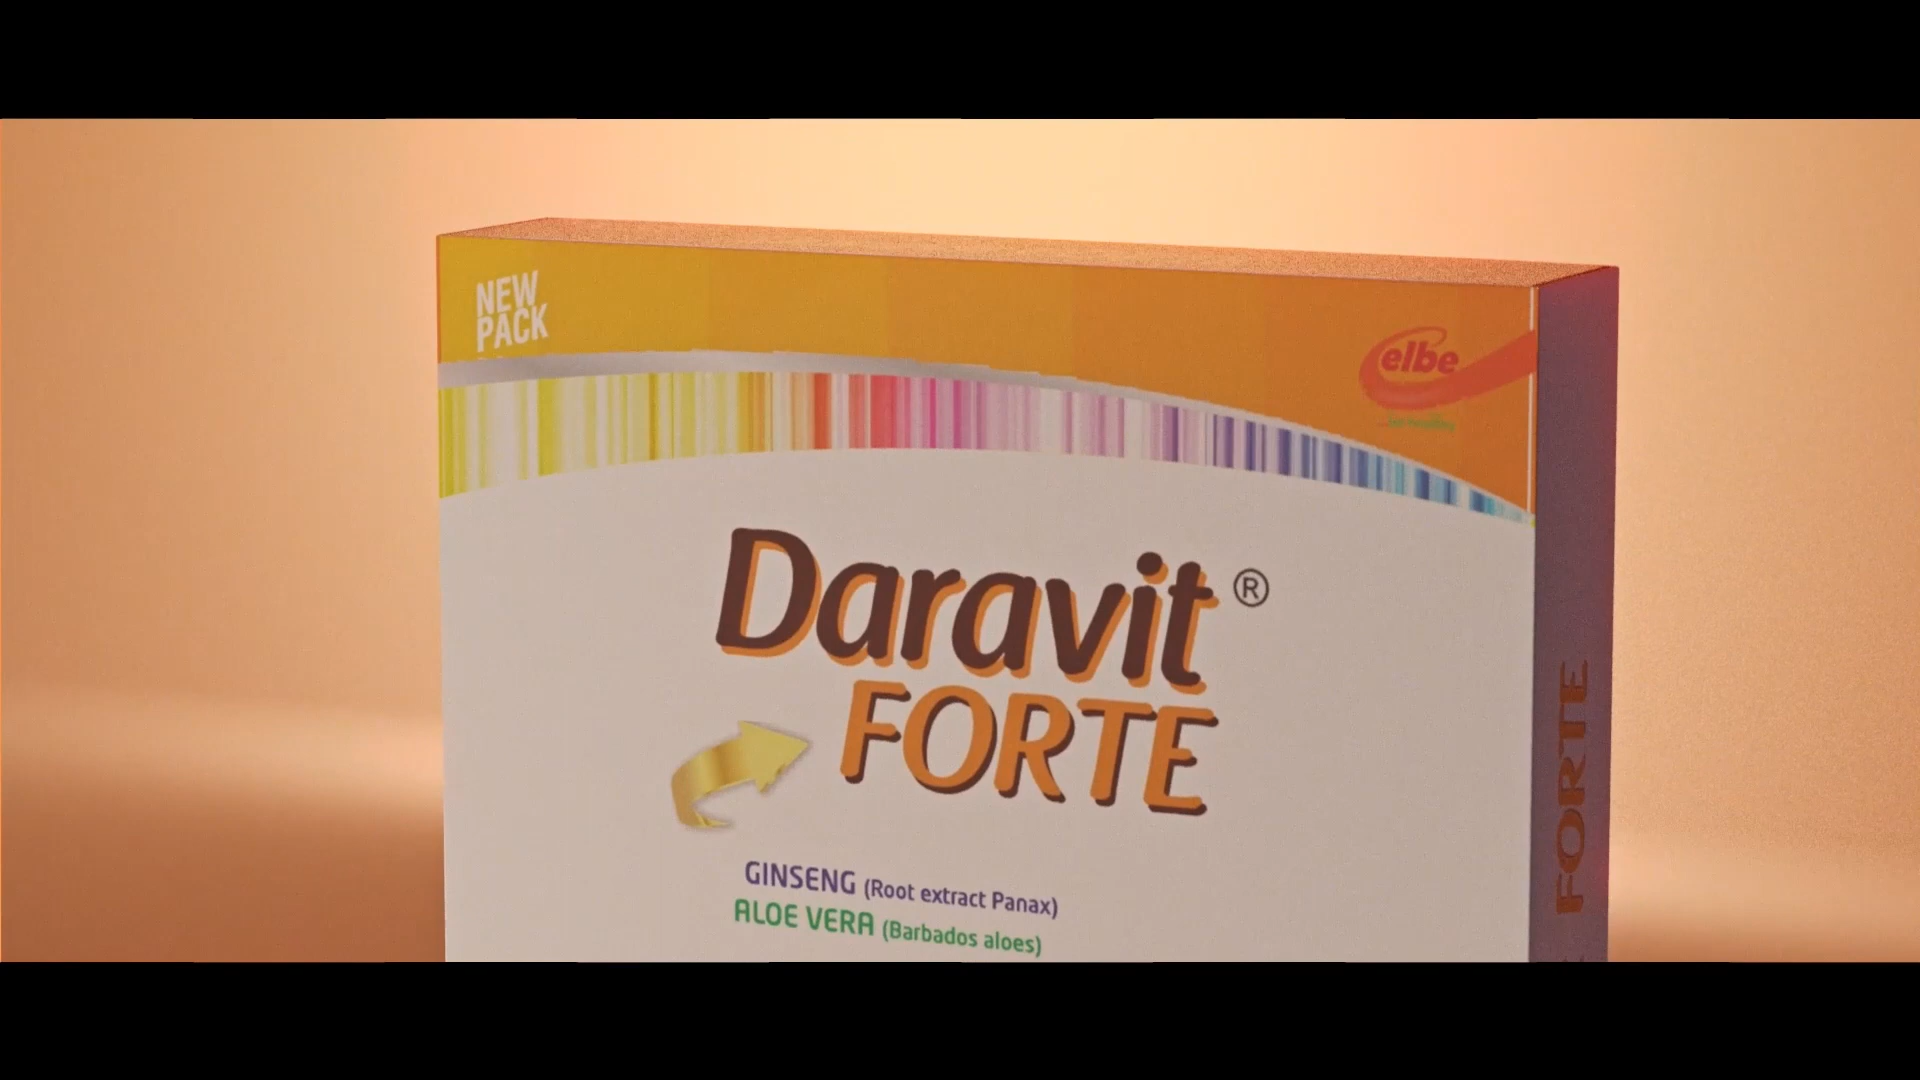 NEW
PACK
elbe
Daravit ®
FORTE
GINSENG (Root extract Panax)
ALOE VERA (Barbados aloes)
FORTE